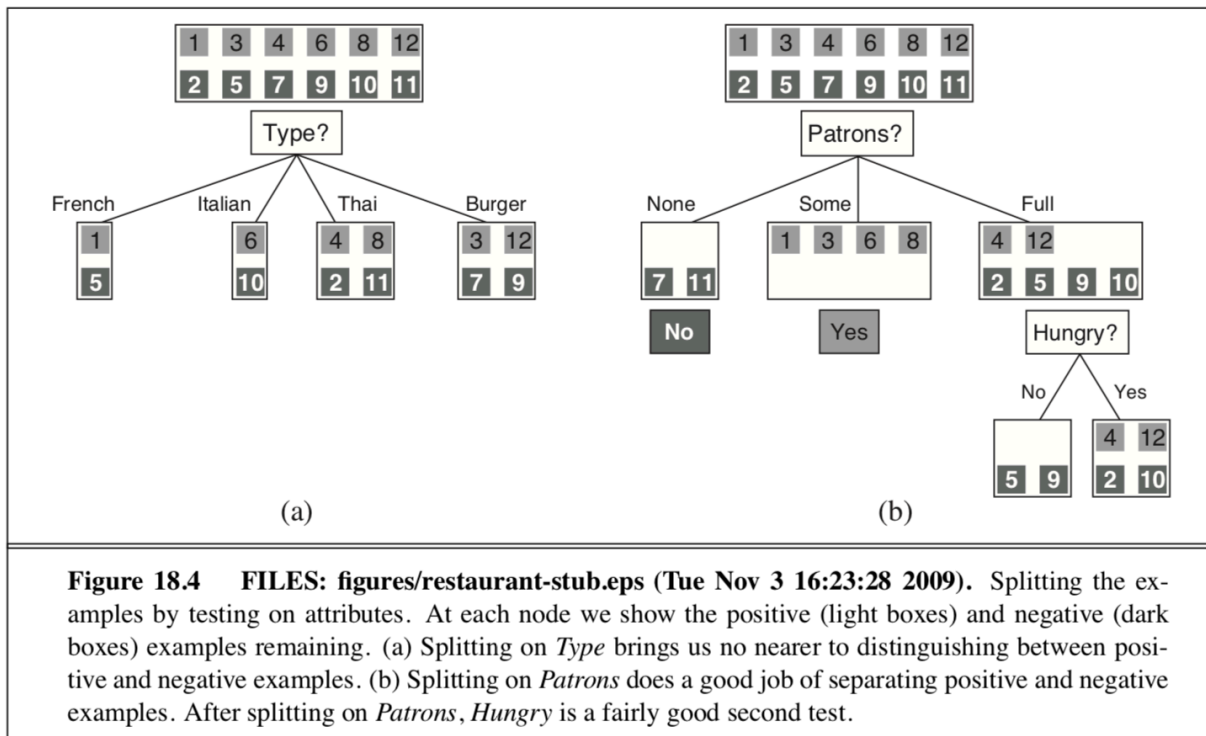 1 3 4 6 8 12
2 5 7 9 10 11
Type?
French Italian Thai Burger
1 6 4 8 3 12
5 10 2 11 7 9
(a)
1 3 4 6 8 12
2 5 7 9 10 11
Patrons?
None Some Full
1 3 6 8 4 12
7 11 2 5 9 10
No Yes Hungry?
No Yes
4 12
5 9 2 10
(b)
Figure 18.4 FILES: figures/restaurant-stub.eps (Tue Nov 3 16:23:28 2009). Splitting the ex-
amples by testing on attributes. At each node we show the positive (light boxes) and negative (dark
boxes) examples remaining. (a) Splitting on Type brings us no nearer to distinguishing between posi-
tive and negative examples. (b) Splitting on Patrons does a good job of separating positive and negative
examples. After splitting on Patrons, Hungry is a fairly good second test.